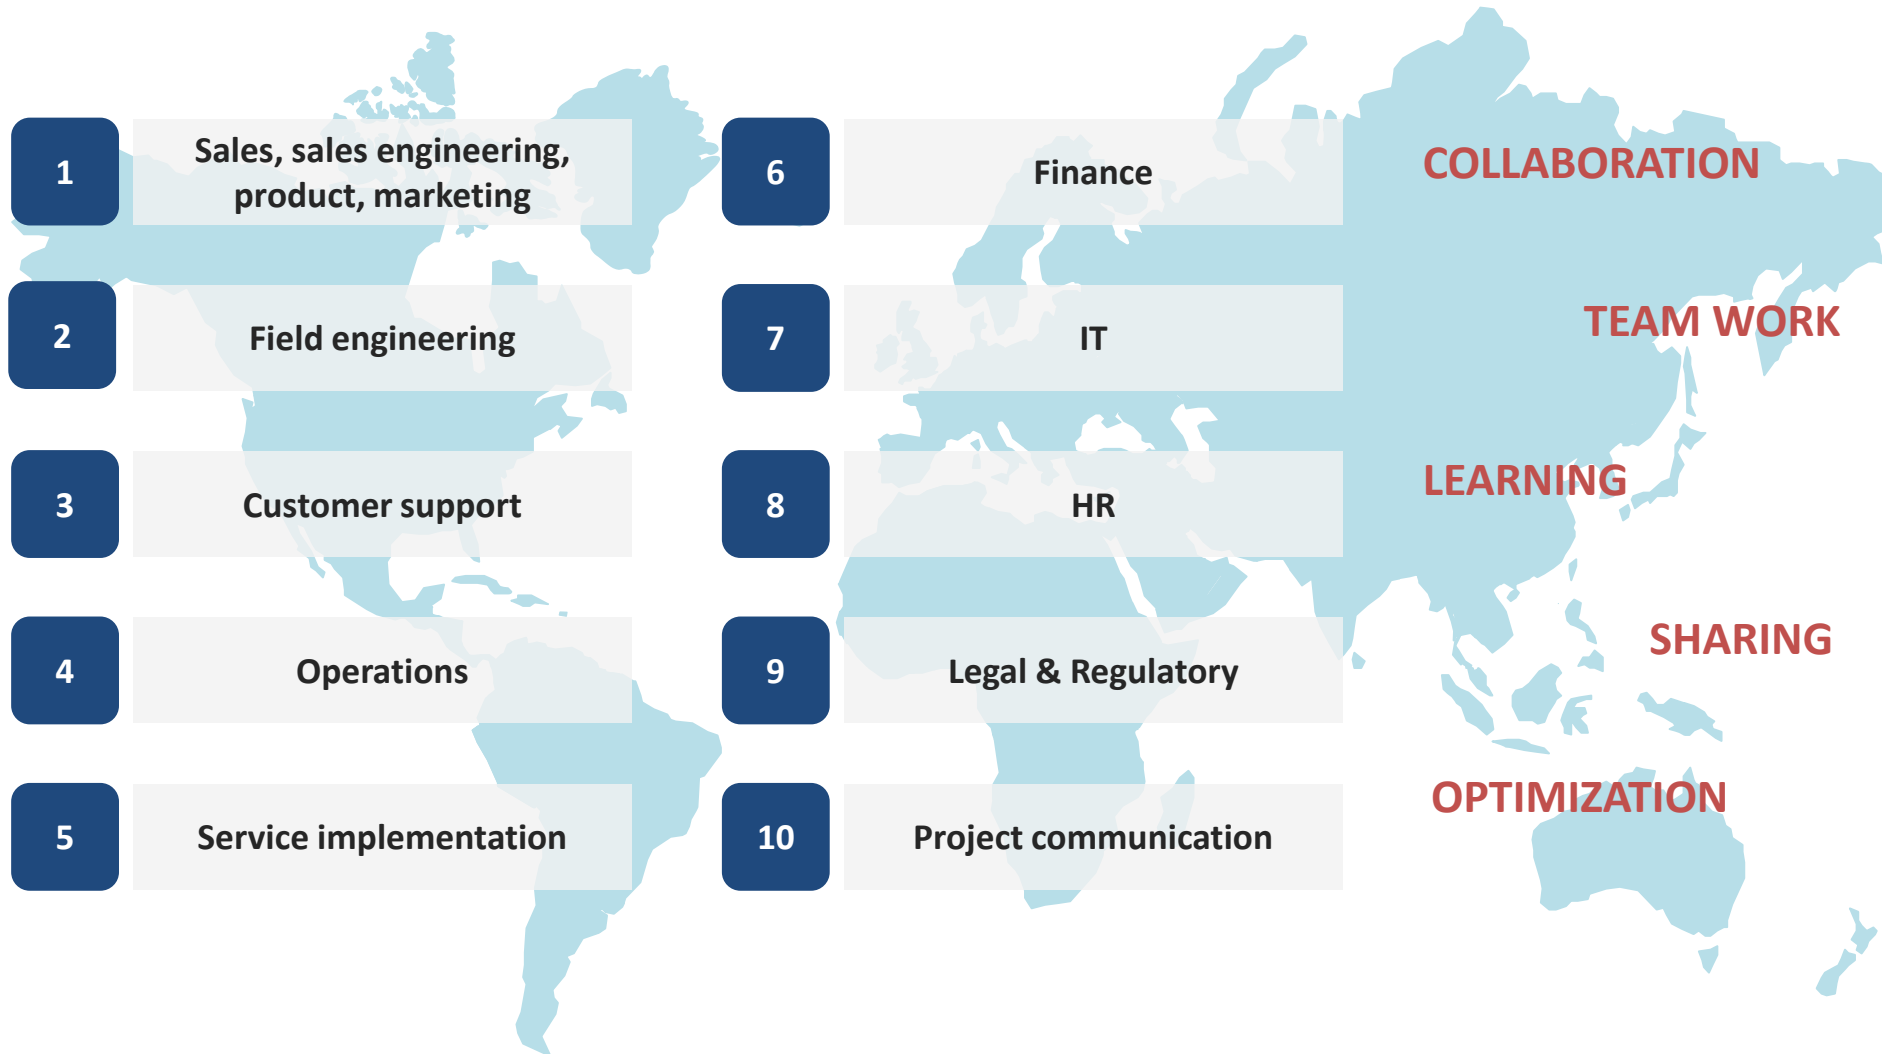 1
Sales, sales engineering,
product, marketing
2
Field engineering
3
Customer support
4
Operations
5
Service implementation
6
Finance
7
IT
8
HR
9
Legal & Regulatory
10
Project communication
COLLABORATION
TEAM WORK
LEARNING
SHARING
OPTIMIZATION